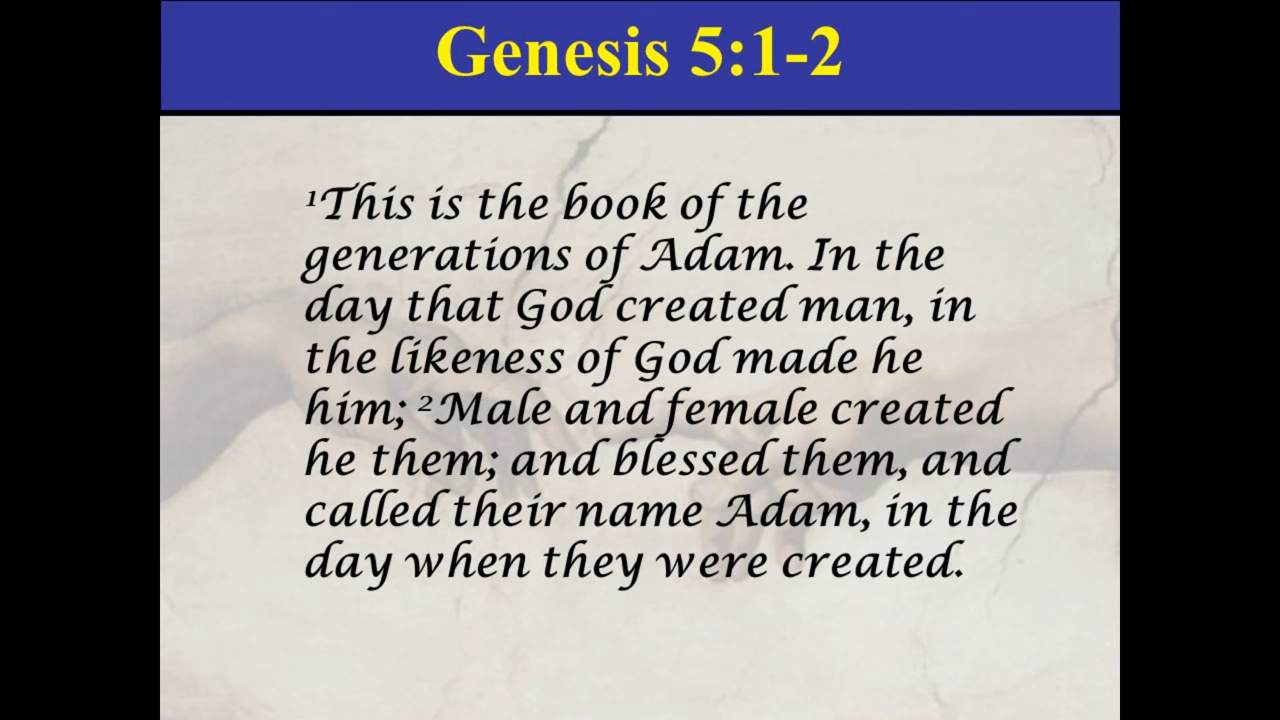 Genesis 5:1-2
¹This is the book of the
generations of Adam. In the
day that God created man, in
the likeness of God made he
him; ²Male and female created
he them; and blessed them, and
called their name Adam, in the
day when they were created.